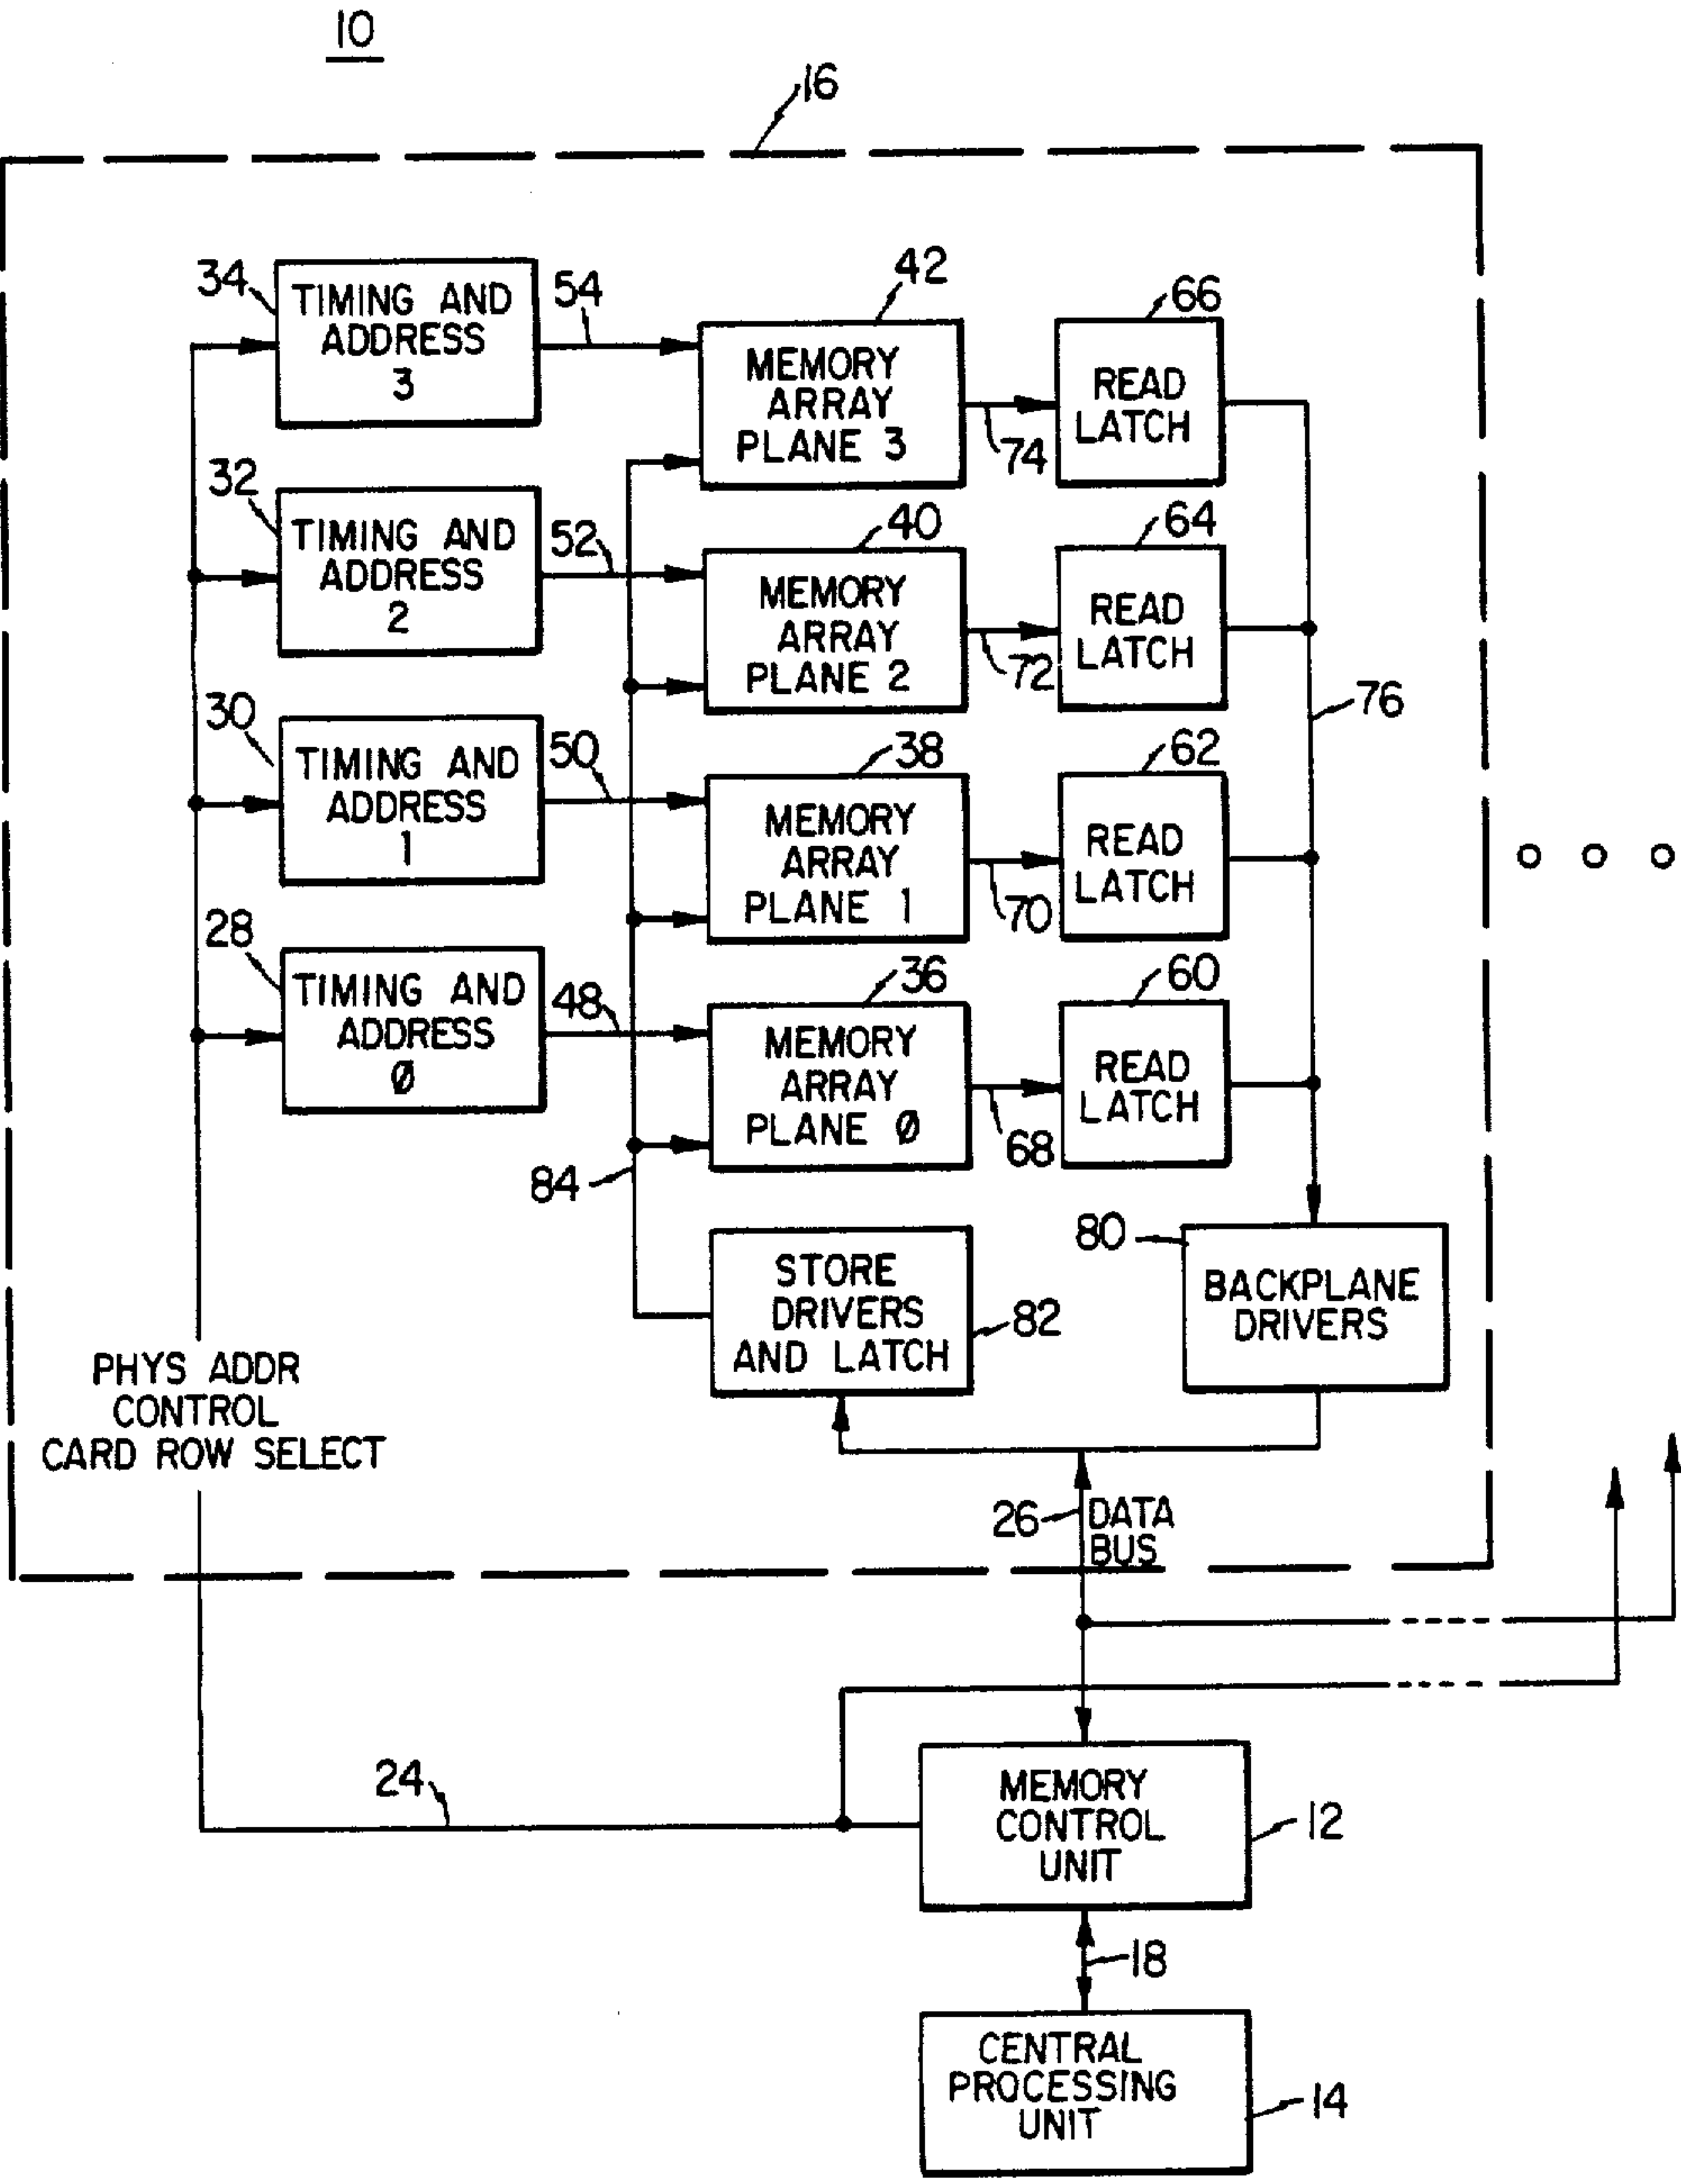 10
16
34
TIMING AND
ADDRESS
3
54
42
MEMORY
ARRAY
PLANE 3
74
66
READ
LATCH
32
TIMING AND
ADDRESS
2
52
40
MEMORY
ARRAY
PLANE 2
72
64
READ
LATCH
76
30
TIMING AND
ADDRESS
1
50
38
MEMORY
ARRAY
PLANE 1
70
62
READ
LATCH
28
TIMING AND
ADDRESS
Ø
48
36
MEMORY
ARRAY
PLANE Ø
68
60
READ
LATCH
84
STORE
DRIVERS
AND LATCH
82
80
BACKPLANE
DRIVERS
PHYS ADDR
CONTROL
CARD ROW SELECT
26
DATA
BUS
24
MEMORY
CONTROL
UNIT
12
18
CENTRAL
PROCESSING
UNIT
14